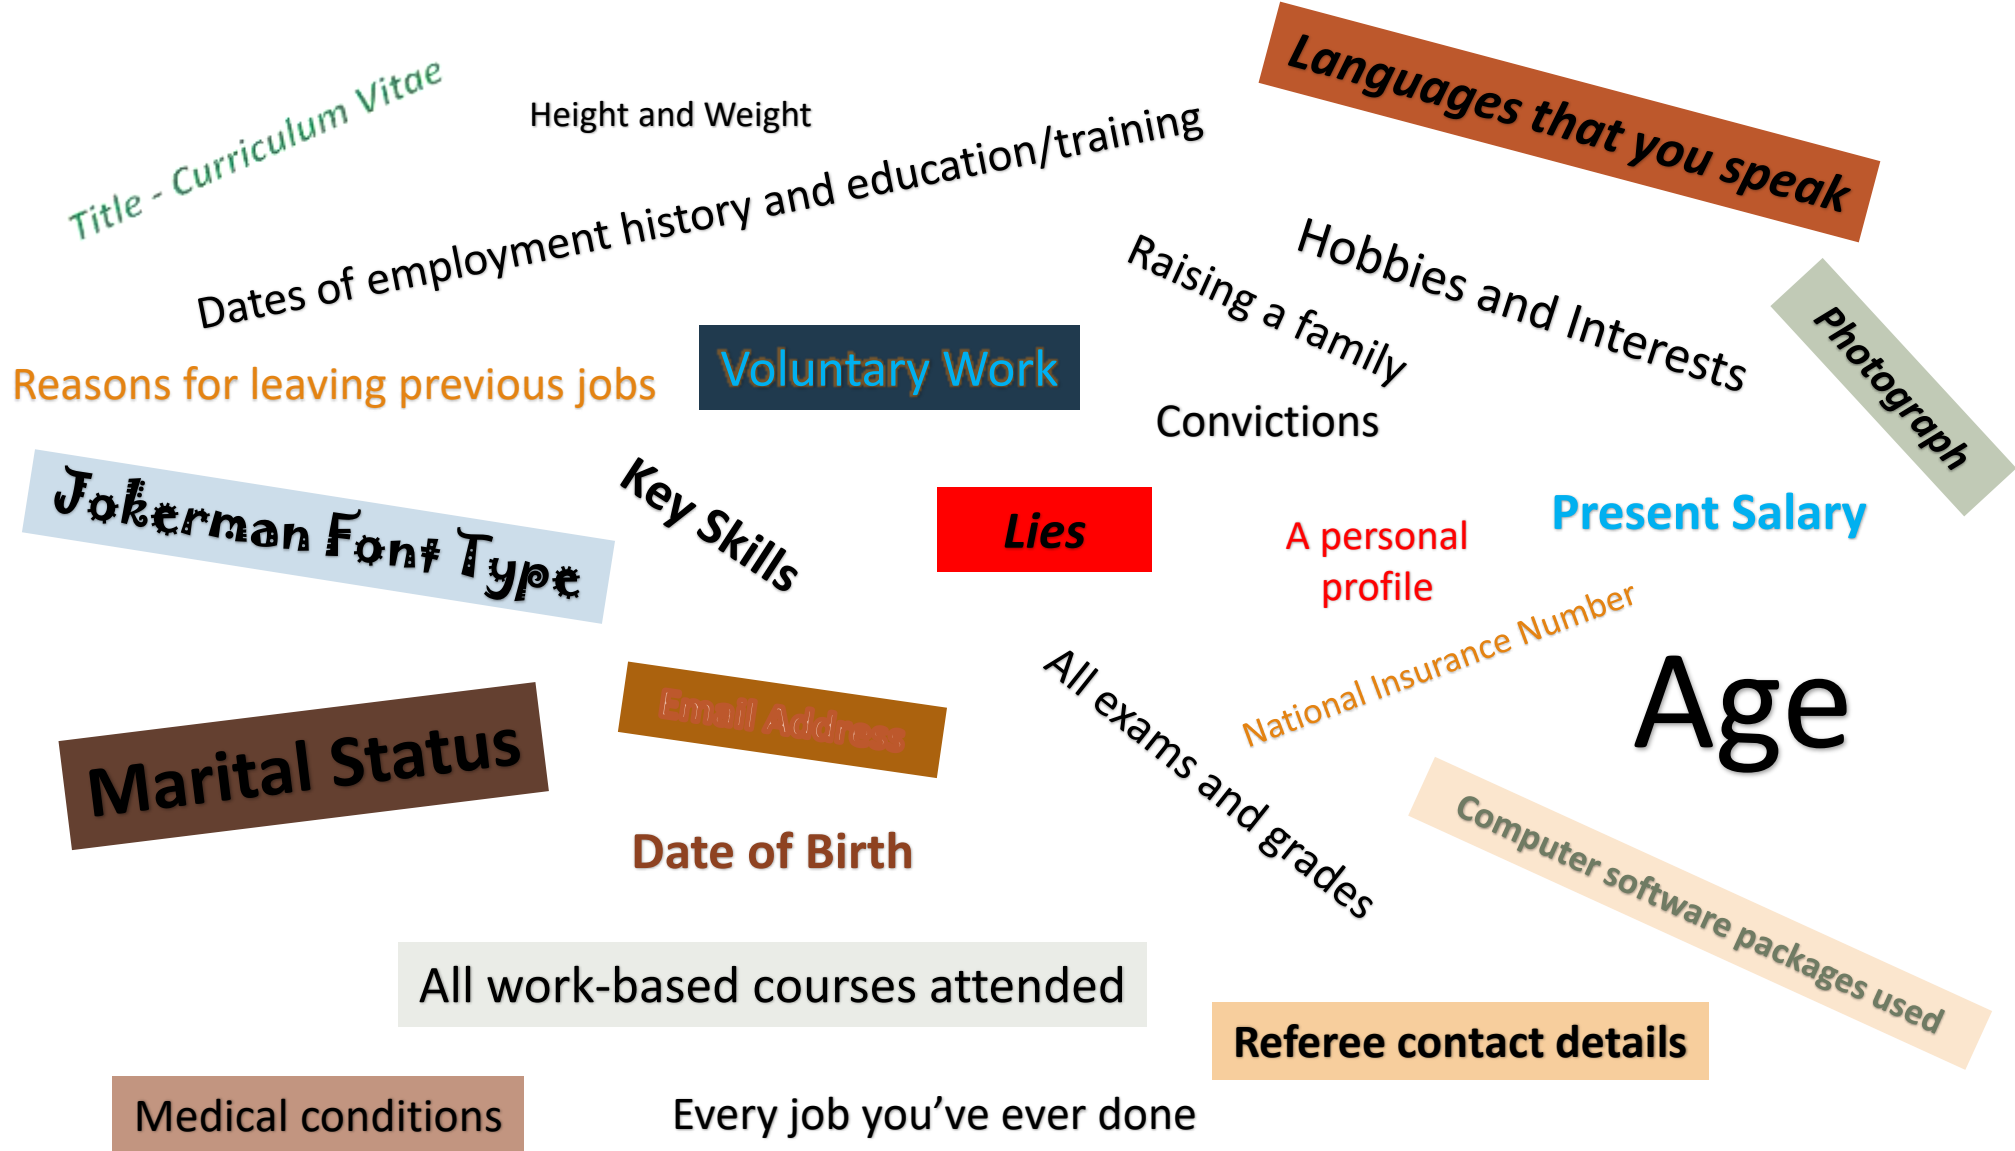 Title - Curriculum Vitae
Height and Weight
Languages that you speak
Dates of employment history and education/training
Raising a family
Hobbies and Interests
Photograph
Reasons for leaving previous jobs
Voluntary Work
Convictions
Jokerman Font Type
Key Skills
Lies
A personal
profile
Present Salary
National Insurance Number
Age
Marital Status
Email Address
All exams and grades
Computer software packages used
Date of Birth
All work-based courses attended
Referee contact details
Medical conditions
Every job you’ve ever done